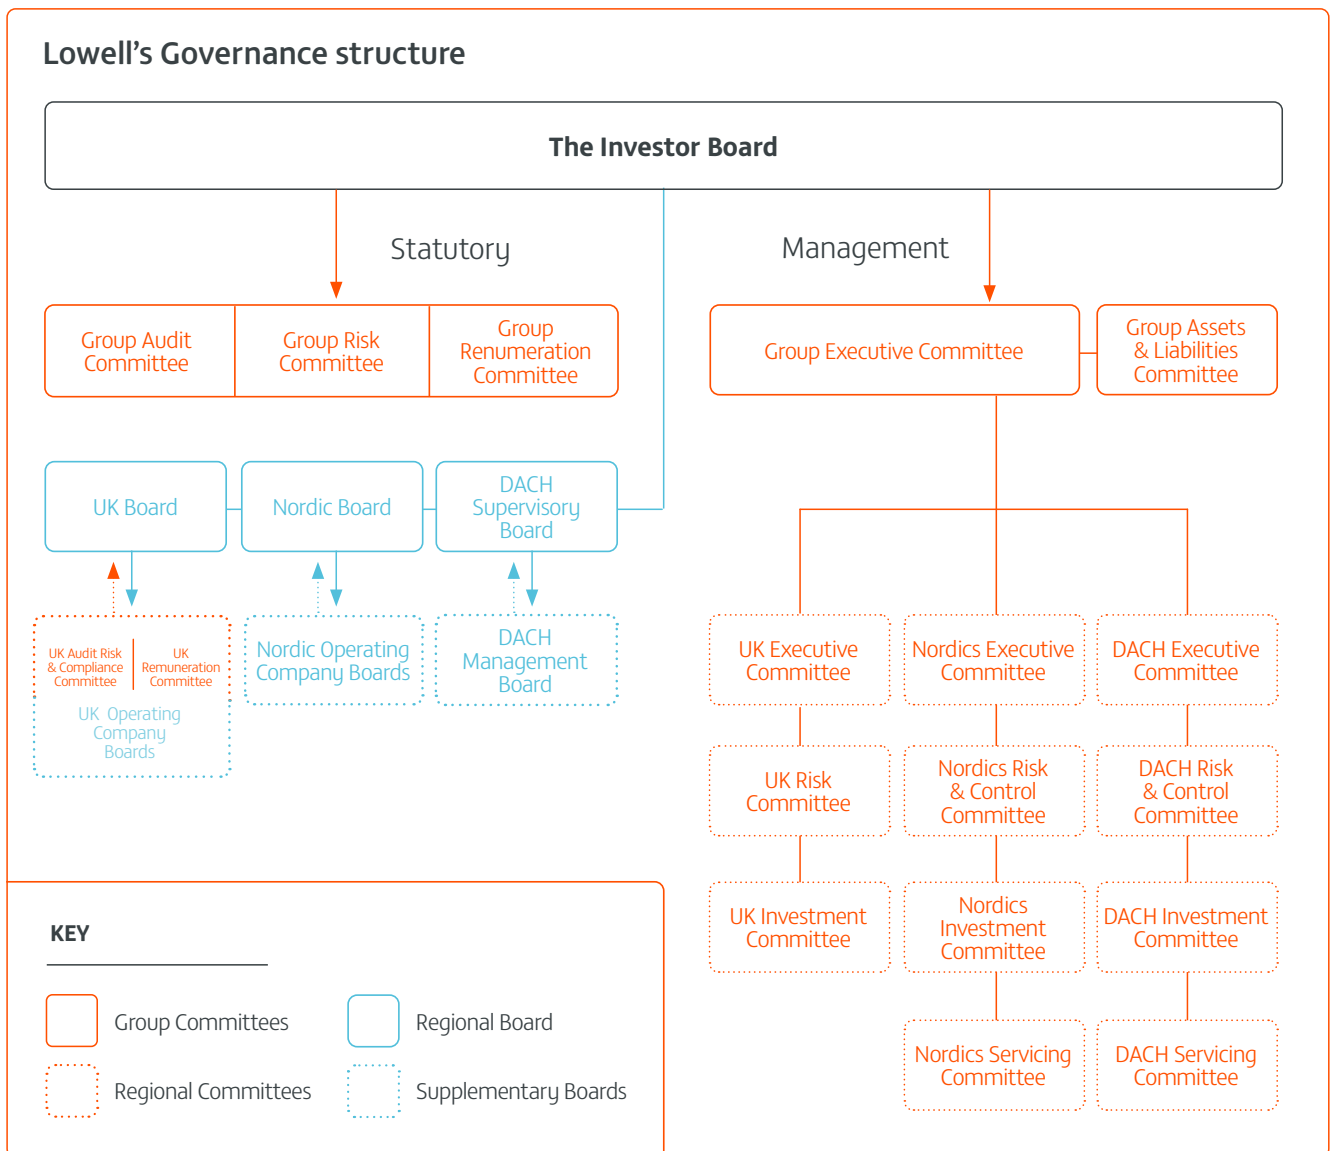 Lowell’s Governance structure
The Investor Board
Statutory
Management
Group Audit
Committee
Group Risk
Committee
Group
Renumeration
Committee
Group Executive Committee
Group Assets
& Liabilities
Committee
UK Board
Nordic Board
DACH
Supervisory
Board
UK Audit Risk
& Compliance
Committee
UK
Remuneration
Committee
UK Operating
Company
Boards
Nordic Operating
Company Boards
DACH
Management
Board
UK Executive
Committee
Nordics Executive
Committee
DACH Executive
Committee
UK Risk
Committee
Nordics Risk
& Control
Committee
DACH Risk
& Control
Committee
UK Investment
Committee
Nordics
Investment
Committee
DACH Investment
Committee
Nordics Servicing
Committee
DACH Servicing
Committee
KEY
Group Committees
Regional Board
Regional Committees
Supplementary Boards